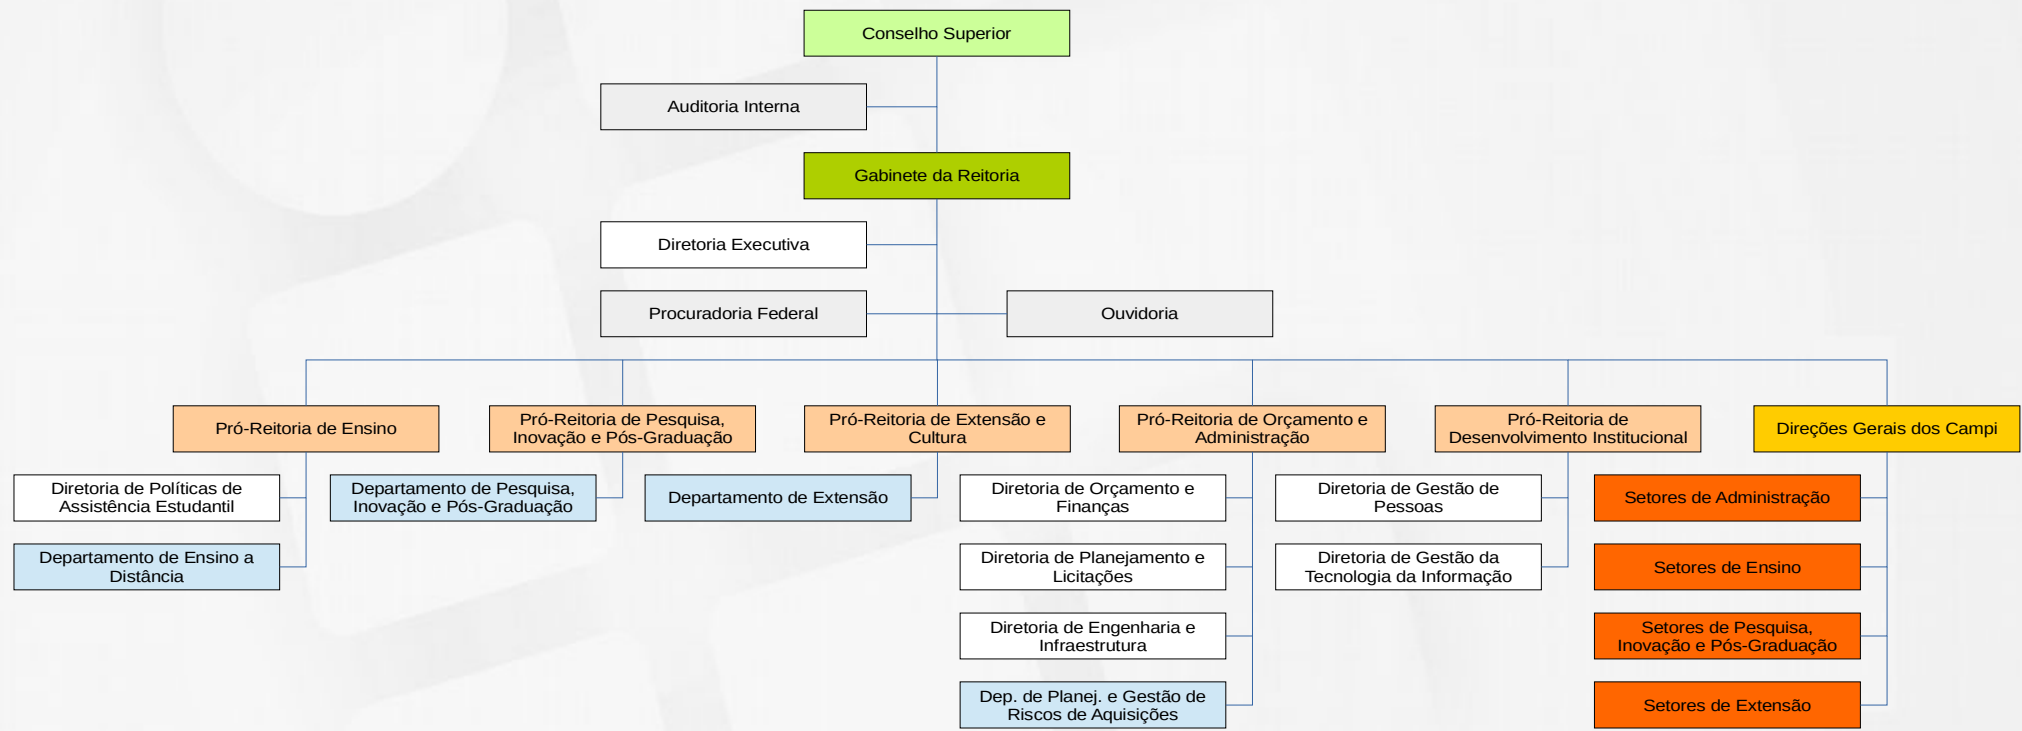 Conselho Superior
Auditoria Interna
Gabinete da Reitoria
Diretoria Executiva
Procuradoria Federal
Ouvidoria
Pró-Reitoria de Ensino
Pró-Reitoria de Pesquisa,
Inovação e Pós-Graduação
Pró-Reitoria de Extensão e
Cultura
Pró-Reitoria de Orçamento e
Administração
Pró-Reitoria de
Desenvolvimento Institucional
Direções Gerais dos Campi
Diretoria de Políticas de
Assistência Estudantil
Departamento de Pesquisa,
Inovação e Pós-Graduação
Departamento de Extensão
Diretoria de Orçamento e
Finanças
Diretoria de Gestão de
Pessoas
Setores de Administração
Departamento de Ensino a
Distância
Diretoria de Planejamento e
Licitações
Diretoria de Gestão da
Tecnologia da Informação
Setores de Ensino
Diretoria de Engenharia e
Infraestrutura
Setores de Pesquisa,
Inovação e Pós-Graduação
Dep. de Planej. e Gestão de
Riscos de Aquisições
Setores de Extensão